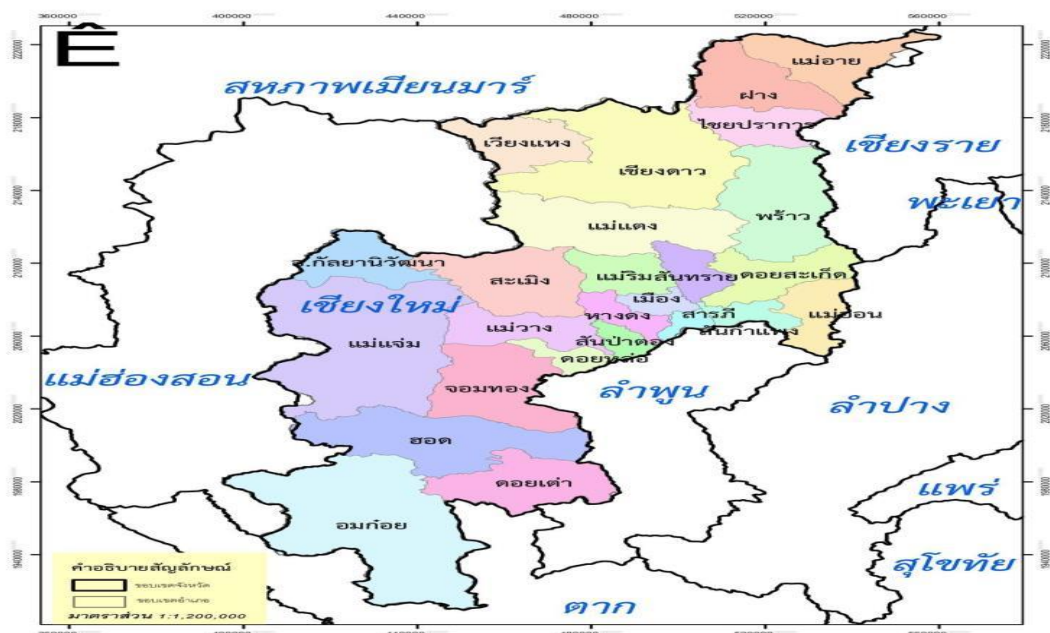 360000 400000 440000 480000 520000 560000
Ê
แม่อาย
สหภาพเมียนมาร์
ฝาง
ไชยปราการ
เวียงแหง
เชียงราย
เชียงดาว
พะเยา
พร้าว
แม่แตง
อ.กัลยานิวัฒนา
สะเมิง
แม่ริม
สันทราย
ดอยสะเก็ด
เชียงใหม่
เมือง
หางดง
สารภี
แม่ออน
แม่วาง
แม่แจ่ม
สันป่าตอง
สันกำแพง
ดอยหล่อ
แม่ฮ่องสอน
จอมทอง
ลำพูน
ลำปาง
ฮอด
ดอยเต่า
แพร่
อมก๋อย
สุโขทัย
คำอธิบายสัญลักษณ์
ขอบเขตจังหวัด
ขอบเขตอำเภอ
มาตราส่วน 1:1,200,000
ตาก